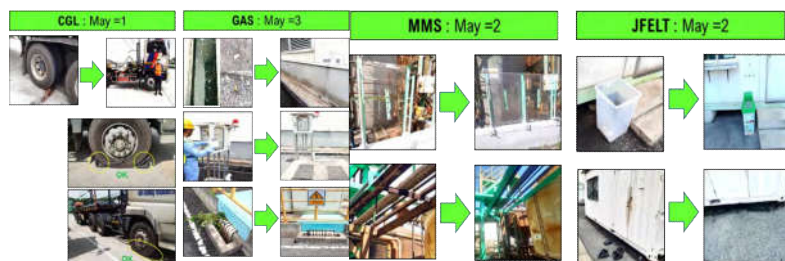 CGL : May =1
GAS : May =3
MMS : May =2
JFELT : May =2
OK
OK